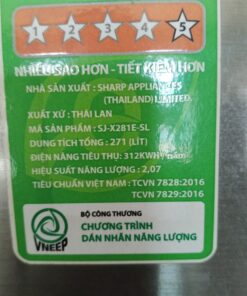 1 2 3 4 5
NHIỀU SAO HƠN - TIẾT KIỆM HƠN
NHÀ SẢN XUẤT : SHARP APPLIANCES
(THAILAND) LIMITED.
XUẤT XỨ : THÁI LAN
MÃ SẢN PHẨM : SJ-X281E-SL
DUNG TÍCH TỔNG : 271 (LÍT)
ĐIỆN NĂNG TIÊU THỤ: 312KWH / năm
HIỆU SUẤT NĂNG LƯỢNG : 2,07
TIÊU CHUẨN VIỆT NAM : TCVN 7828:2016
TCVN 7829:2016
VNEEP
BỘ CÔNG THƯƠNG
CHƯƠNG TRÌNH
DÁN NHÃN NĂNG LƯỢNG